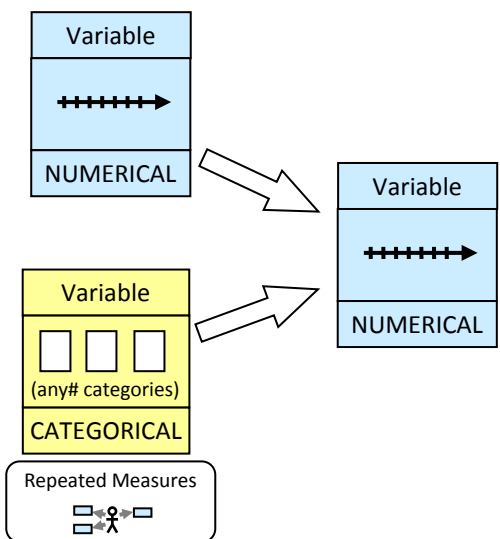 Variable
NUMERICAL
Variable
NUMERICAL
Variable
(any# categories)
CATEGORICAL
Repeated Measures